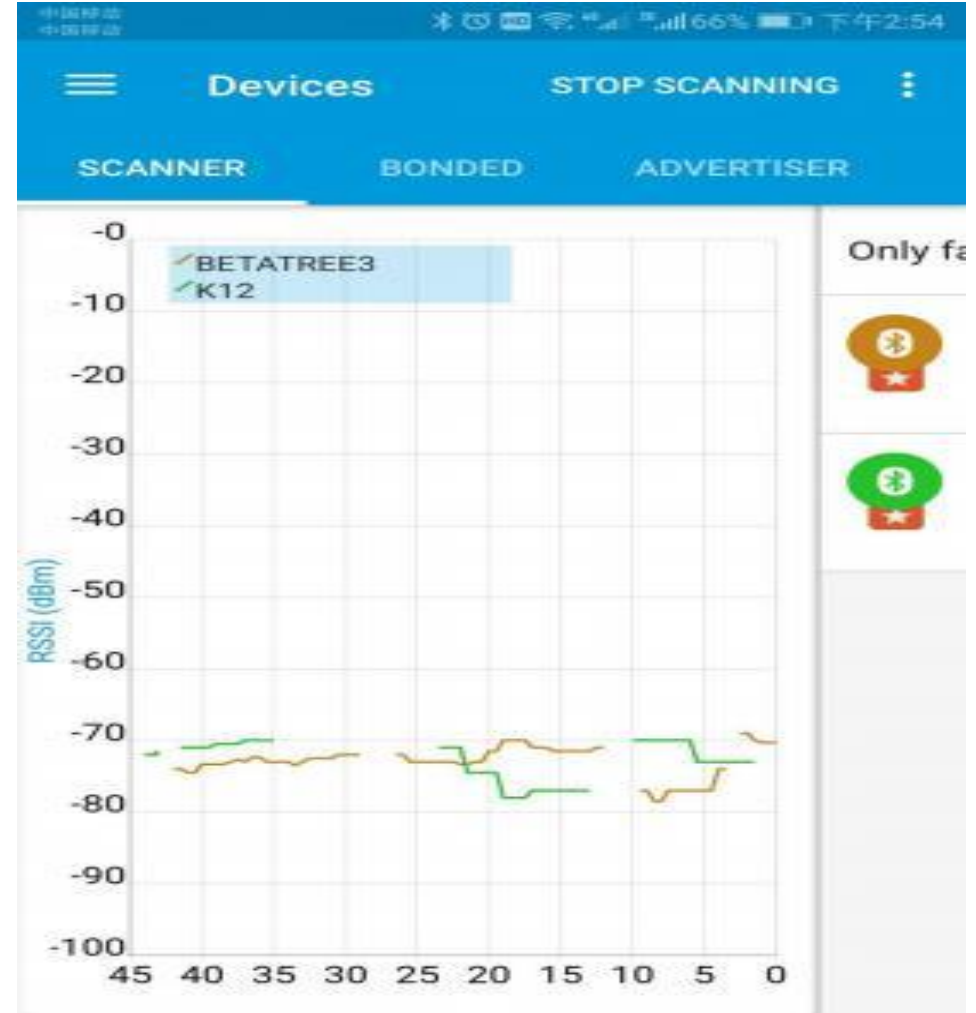 中国移动
中国移动
HD
66% 下午2:54
Devices STOP SCANNING
SCANNER BONDED ADVERTISER
Only fa
BETATREE3
K12
-0
-10
-20
-30
-40
-50
-60
-70
-80
-90
-100
RSSI (dBm)
45 40 35 30 25 20 15 10 5 0